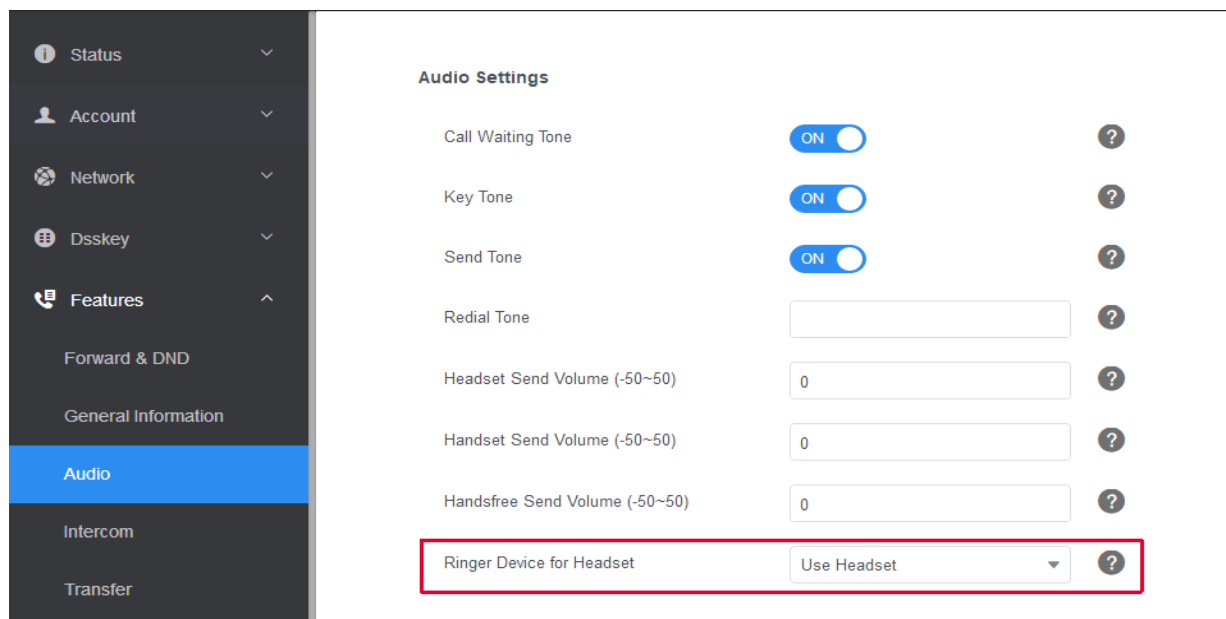 Status
Account
Network
Dsskey
Features
Forward & DND
General Information
Audio
Intercom
Transfer
Audio Settings
Call Waiting Tone ON ?
Key Tone ON ?
Send Tone ON ?
Redial Tone ?
Headset Send Volume (-50~50) 0 ?
Handset Send Volume (-50~50) 0 ?
Handsfree Send Volume (-50~50) 0 ?
Ringer Device for Headset Use Headset ?